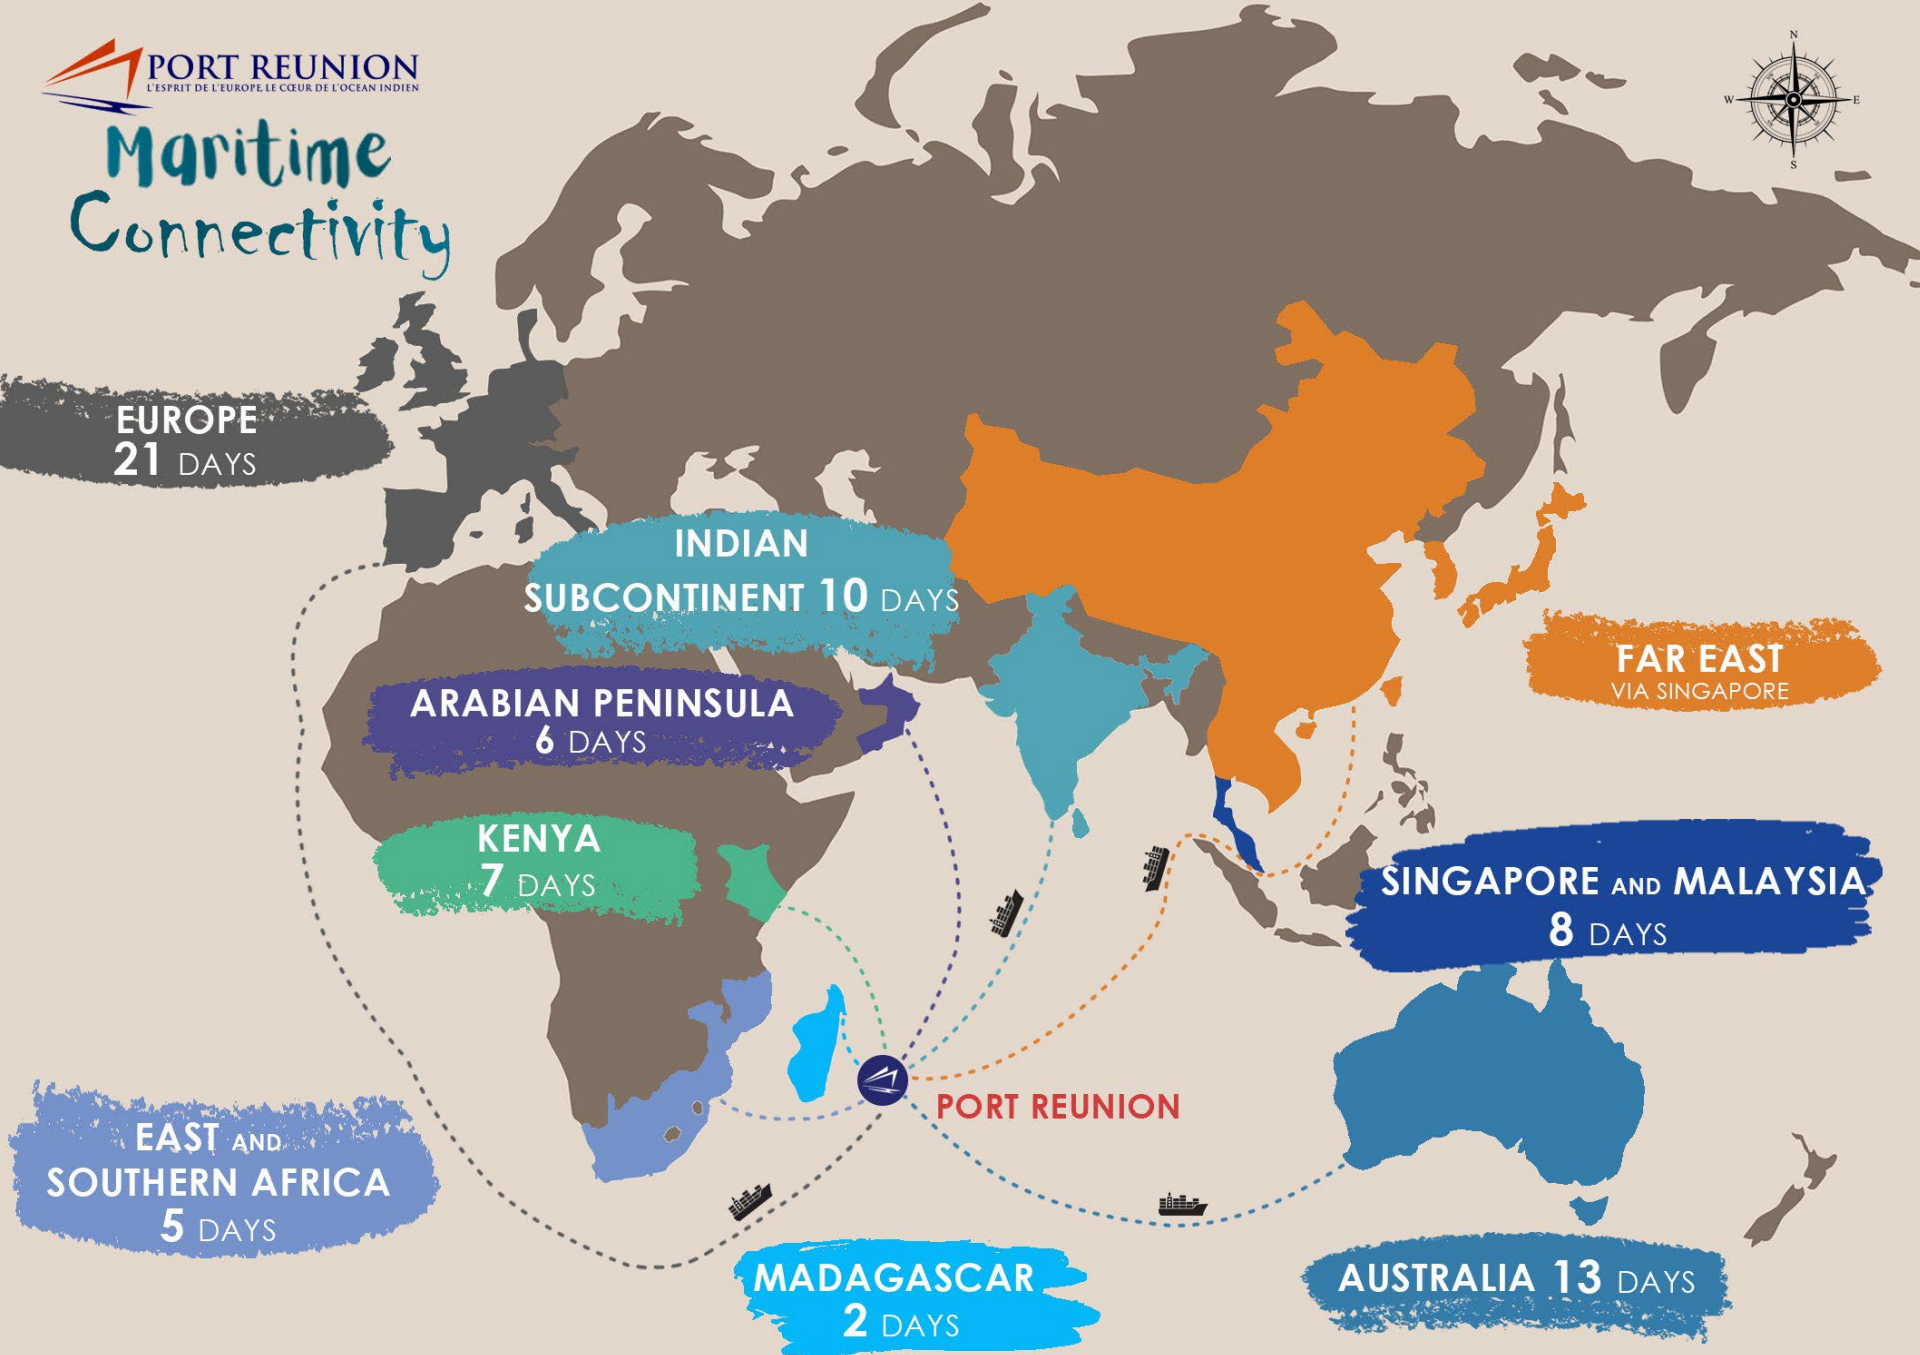 PORT REUNION
L'ESPRIT DE L'EUROPE, LE CŒUR DE L'OCEAN INDIEN
Maritime
Connectivity
N
W
E
S
EUROPE
21 DAYS
INDIAN
SUBCONTINENT 10 DAYS
FAR EAST
VIA SINGAPORE
ARABIAN PENINSULA
6 DAYS
KENYA
7 DAYS
SINGAPORE AND MALAYSIA
8 DAYS
PORT REUNION
EAST AND
SOUTHERN AFRICA
5 DAYS
MADAGASCAR
2 DAYS
AUSTRALIA 13 DAYS